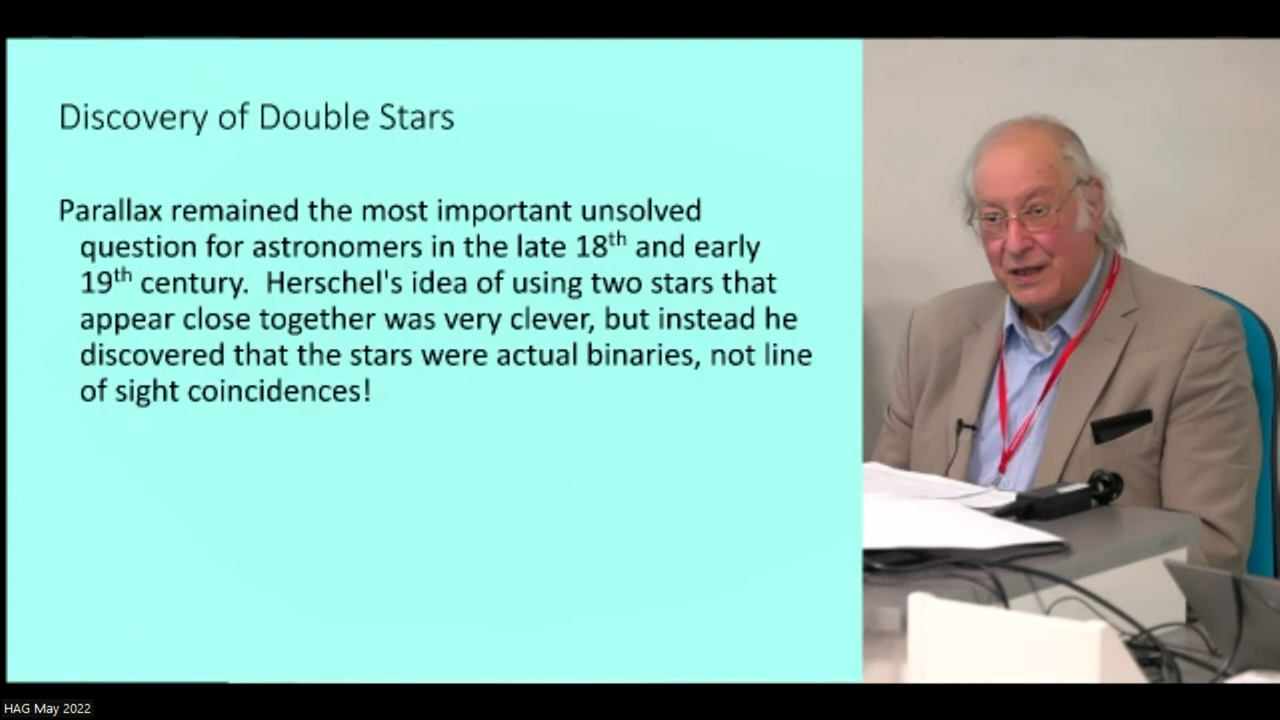 Discovery of Double Stars
Parallax remained the most important unsolved
question for astronomers in the late 18th and early
19th century.  Herschel's idea of using two stars that
appear close together was very clever, but instead he
discovered that the stars were actual binaries, not line
of sight coincidences!
HAG May 2022